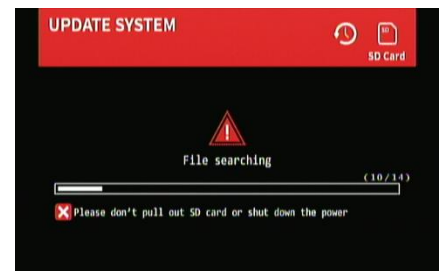 UPDATE SYSTEM
SD
SD Card
!
File searching
(10/14)
Please don't pull out SD card or shut down the power